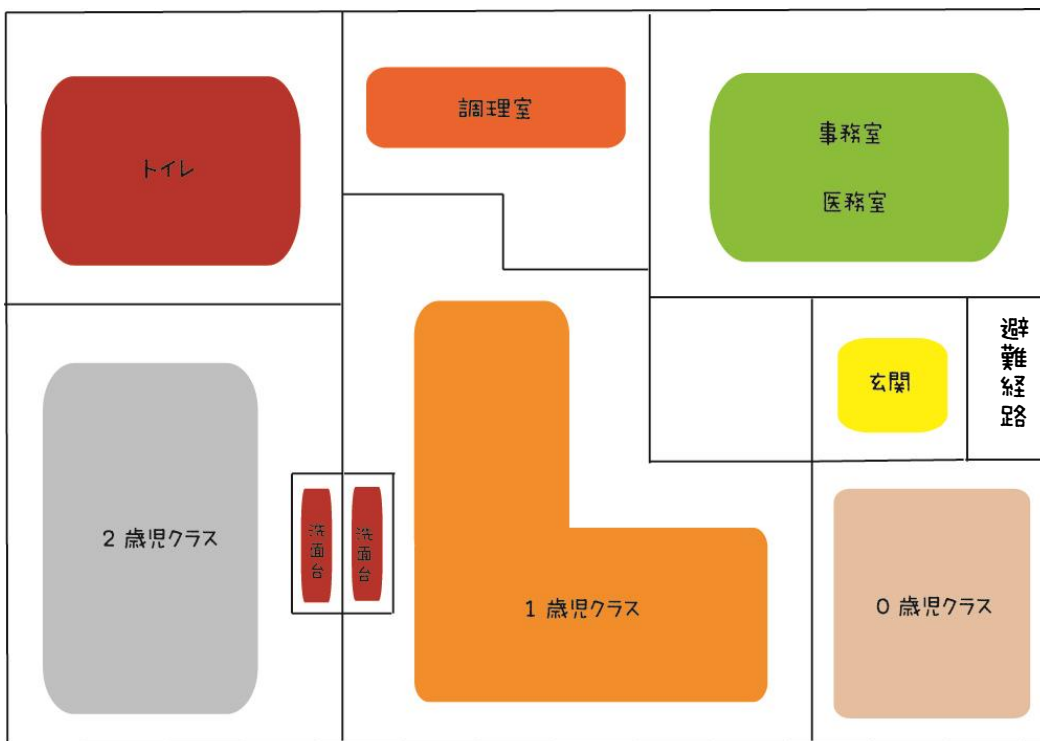 トイレ
調理室
事務室
医務室
避難経路
玄関
2 歳児クラス
洗面台
洗面台
1 歳児クラス
0 歳児クラス